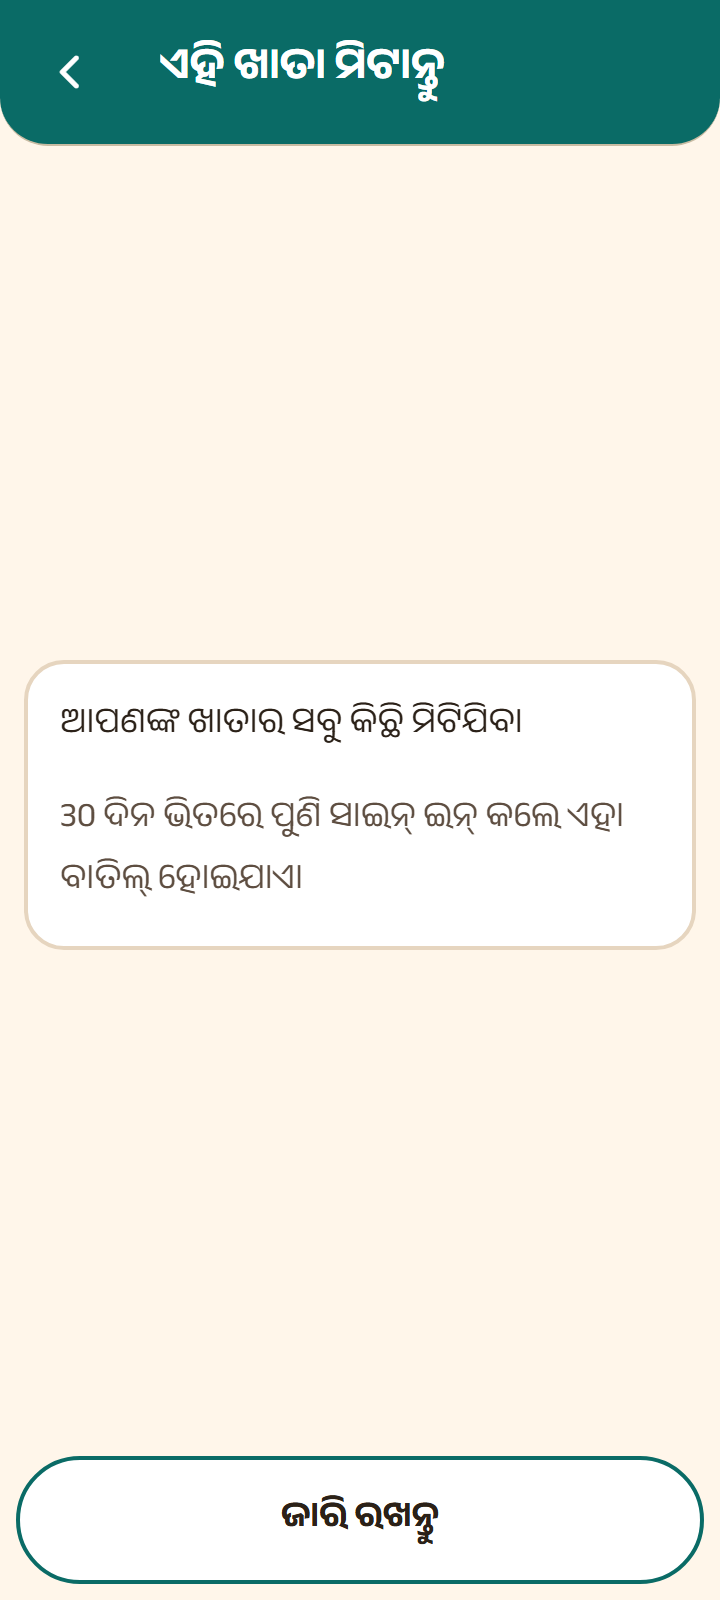 ଏହି ଖାତା ମିଟାନ୍ତୁ
ଆପଣଙ୍କ ଖାତାର ସବୁ କିଛି ମିଟିଯିବ।
30 ଦିନ ଭିତରେ ପୁଣି ସାଇନ୍ ଇନ୍ କଲେ ଏହା
ବାତିଲ୍ ହୋଇଯାଏ।
ଜାରି ରଖନ୍ତୁ